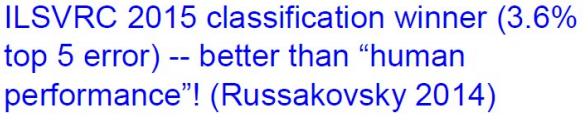 ILSVRC 2015 classification winner (3.6%
top 5 error) -- better than “human
performance”! (Russakovsky 2014)